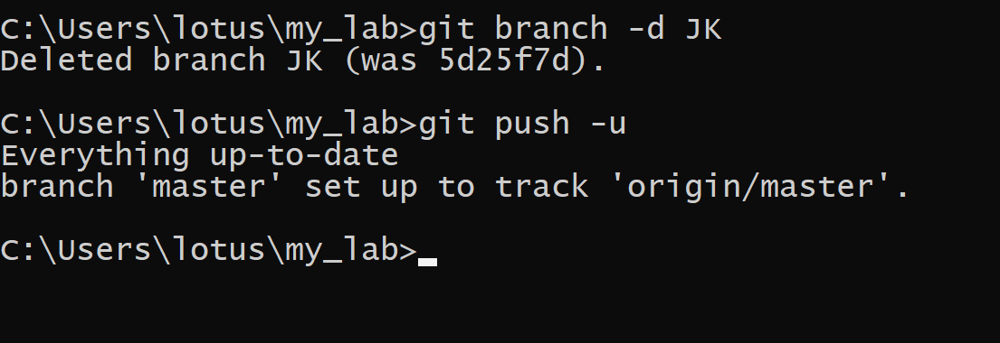 C:\Users\lotus\my_lab>git branch -d JK
Deleted branch JK (was 5d25f7d).
C:\Users\lotus\my_lab>git push -u
Everything up-to-date
branch 'master' set up to track 'origin/master'.
C:\Users\lotus\my_lab>